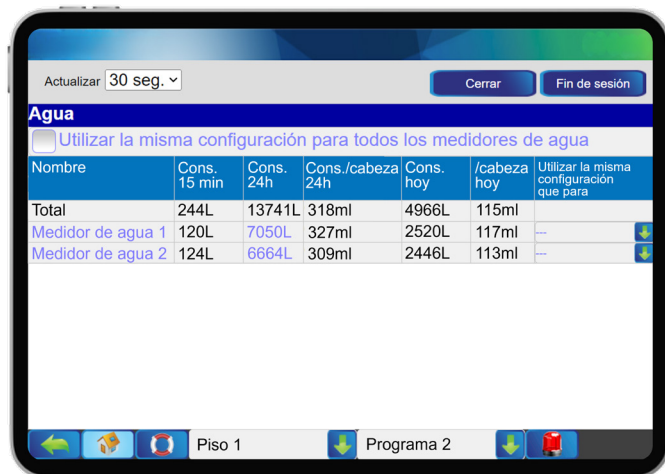 Actualizar 30 seg.
Cerrar
Fin de sesión
Agua
Utilizar la misma configuración para todos los medidores de agua
Nombre Cons. 15 min Cons. 24h Cons./cabeza 24h Cons. hoy /cabeza hoy Utilizar la misma configuración que para
Total 244L 13741L 318ml 4966L 115ml
Medidor de agua 1 120L 7050L 327ml 2520L 117ml ---
Medidor de agua 2 124L 6664L 309ml 2446L 113ml ---
Piso 1 Programa 2